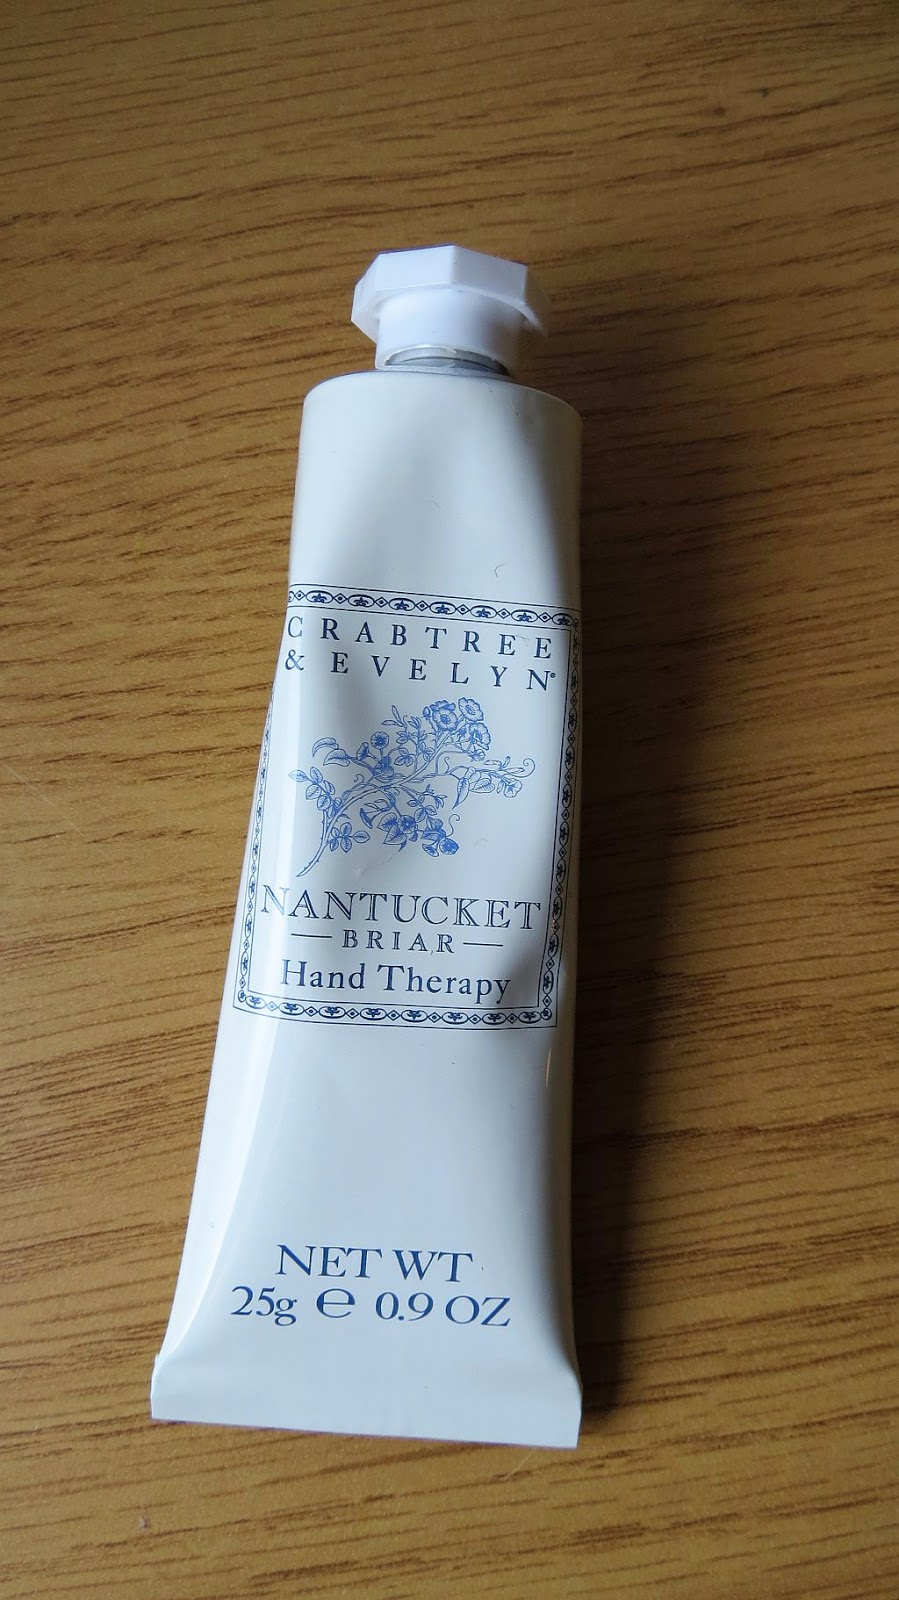 CRABTREE
& EVELYN®
NANTUCKET
— BRIAR —
Hand Therapy
NET WT
25g ℮ 0.9 OZ